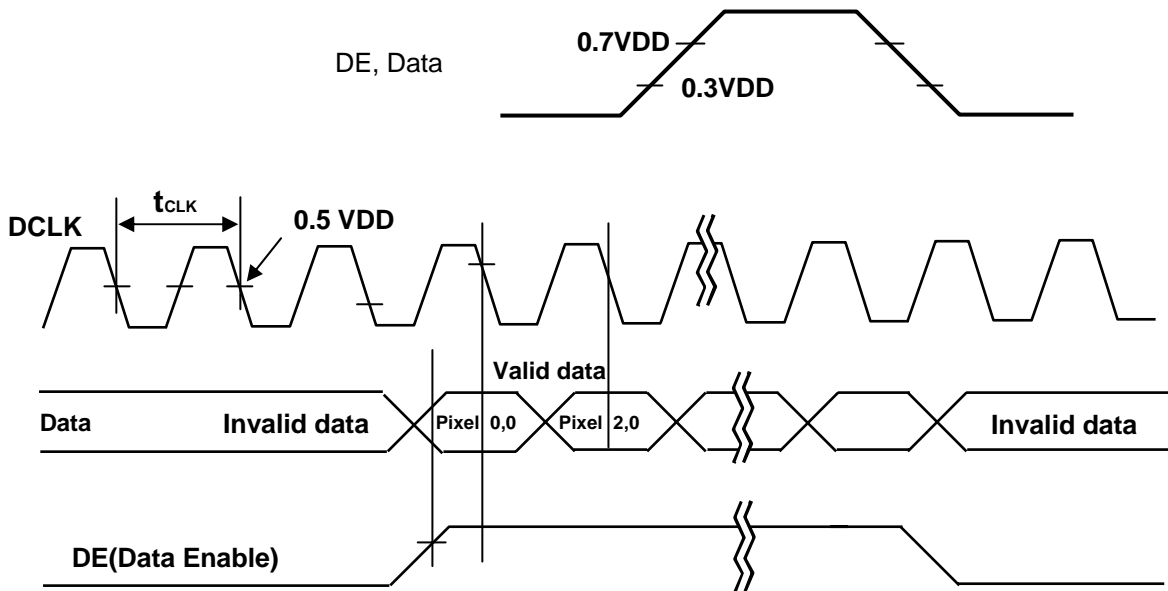 0.7VDD
DE, Data
0.3VDD
tCLK
0.5 VDD
DCLK
Valid data
Data
Invalid data
Pixel 0,0
Pixel 2,0
Invalid data
DE(Data Enable)